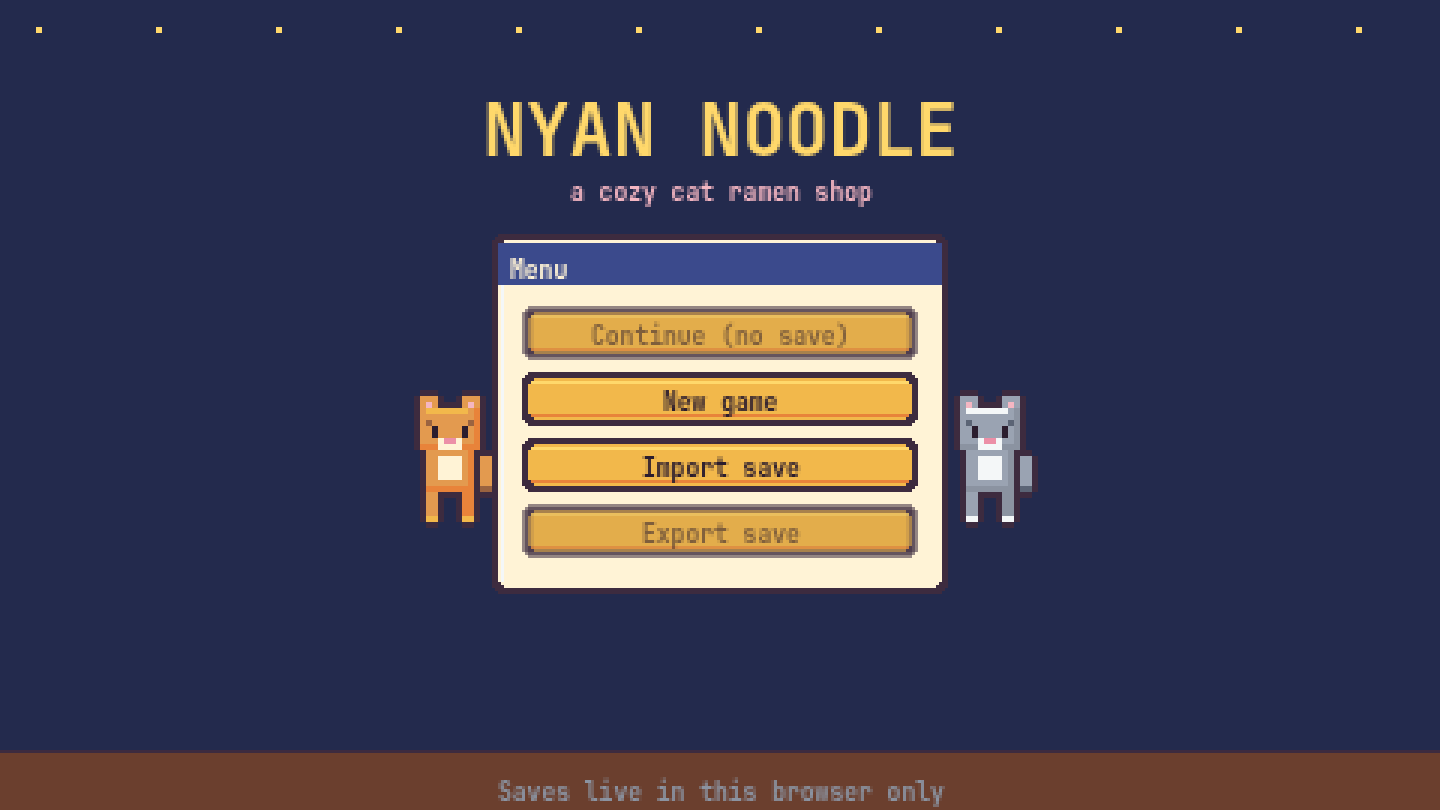 NYAN NOODLE
a cozy cat ramen shop
Menu
Continue (no save)
New game
Import save
Export save
Saves live in this browser only